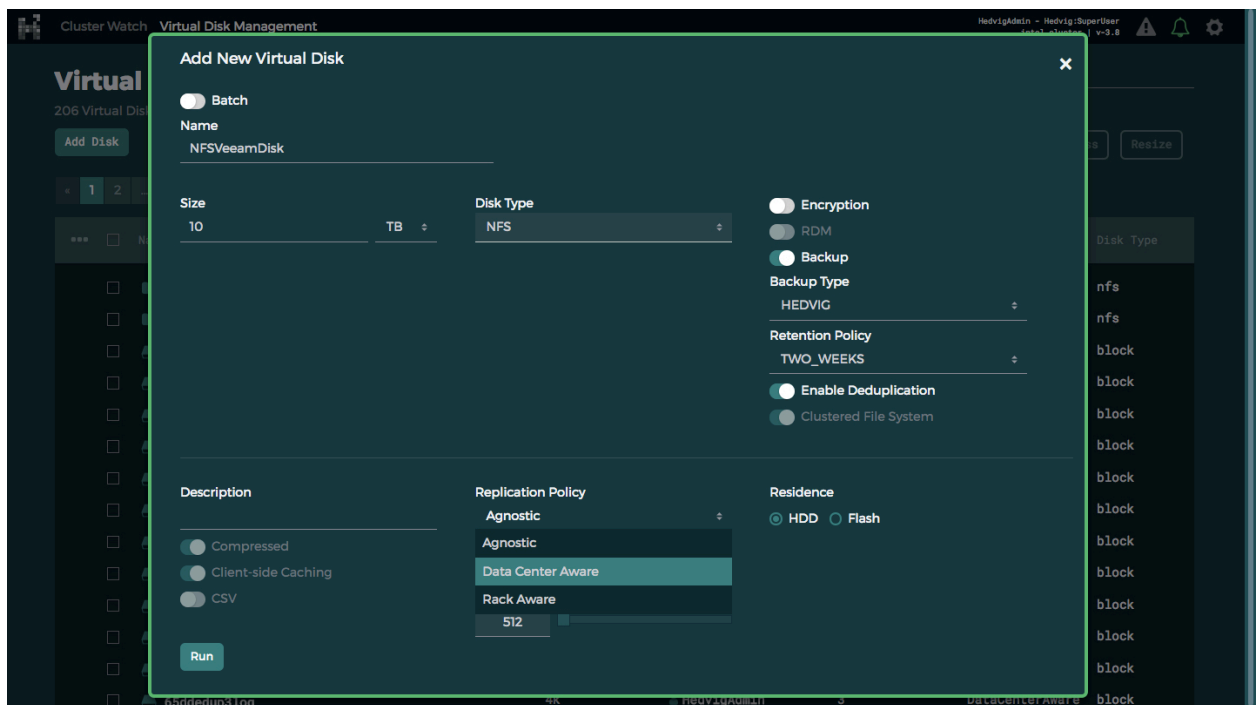 Cluster Watch Virtual Disk Management
HedvigAdmin - Hedvig:SuperUser
intel_cluster | v-3.8
Add New Virtual Disk
Virtual
206 Virtual Dis
Add Disk
Resize
« 1 2
Disk Type
Batch
Name
NFSVeeamDisk
Size
10 TB
Disk Type
NFS
Encryption
RDM
Backup
Backup Type
HEDVIG
Retention Policy
TWO_WEEKS
Enable Deduplication
Clustered File System
Description
Compressed
Client-side Caching
CSV
Run
Replication Policy
Agnostic
Agnostic
Data Center Aware
Rack Aware
512
Residence
HDD Flash
nfs
nfs
block
block
block
block
block
block
block
block
block
block
block
65ddedup3log 4K HedvigAdmin 3 DataCenterAware block